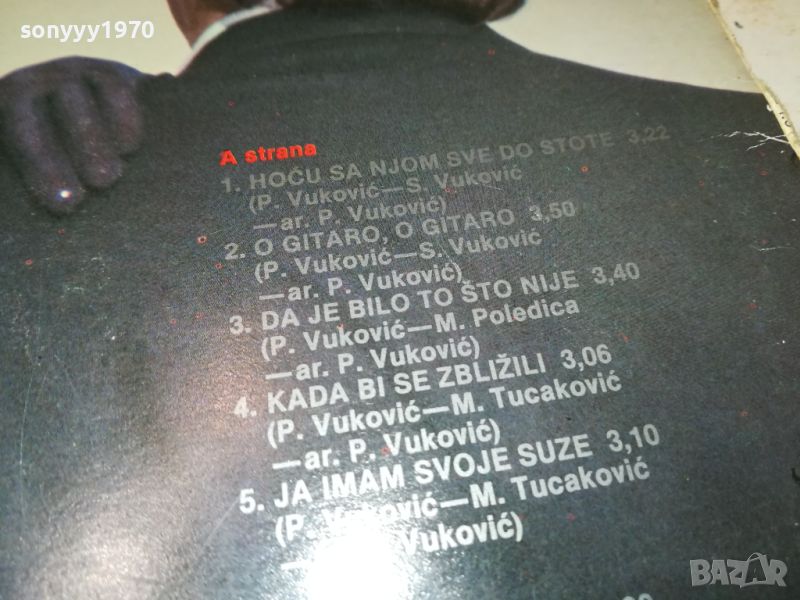 sonyyy1970
A strana
1. HOĆU SA NJOM SVE DO STOTE 3.22
(P. Vuković—S. Vuković
—ar. P. Vuković)
2. O GITARO, O GITARO 3,50
(P. Vuković—S. Vuković
—ar. P. Vuković)
3. DA JE BILO TO ŠTO NIJE 3,40
(P. Vuković—M. Poledica
—ar. P. Vuković)
4. KADA BI SE ZBLIŽILI 3,06
(P. Vuković—M. Tucaković
—ar. P. Vuković)
5. JA IMAM SVOJE SUZE 3,10
(P. Vuković—M. Tucaković
— Vuković)
BAZAR